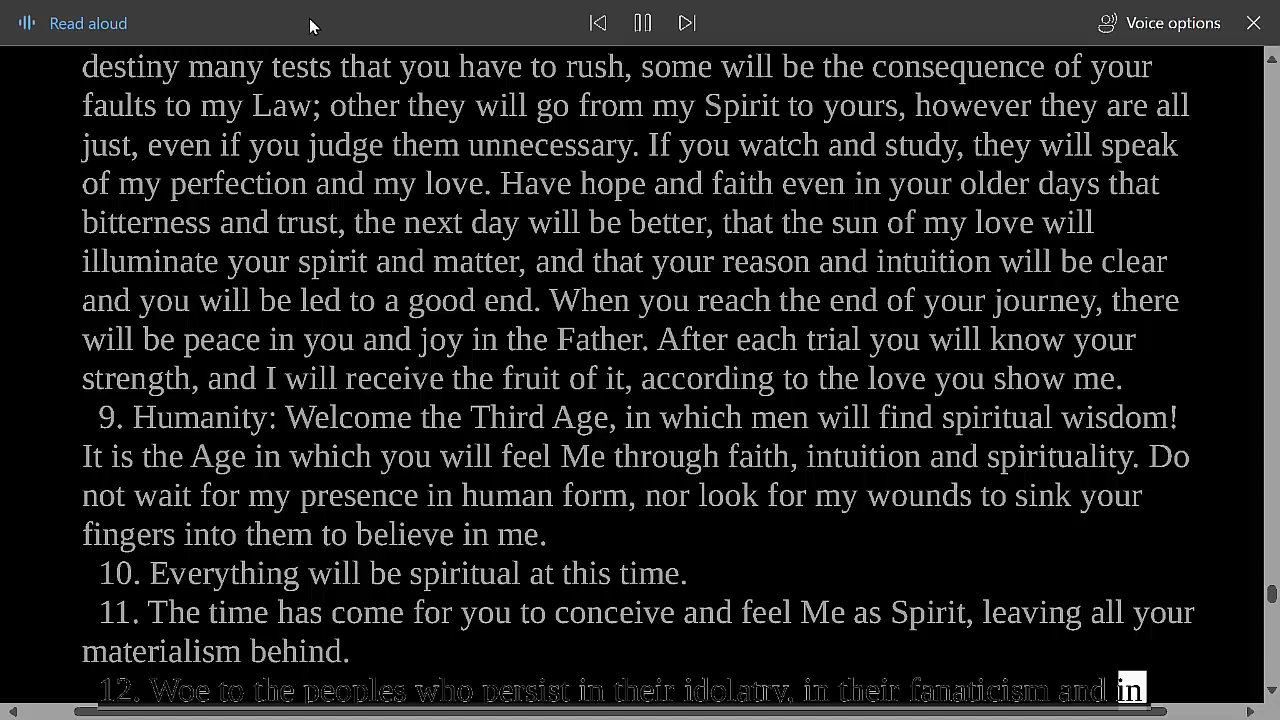 Read aloud
Voice options
destiny many tests that you have to rush, some will be the consequence of your
faults to my Law; other they will go from my Spirit to yours, however they are all
just, even if you judge them unnecessary. If you watch and study, they will speak
of my perfection and my love. Have hope and faith even in your older days that
bitterness and trust, the next day will be better, that the sun of my love will
illuminate your spirit and matter, and that your reason and intuition will be clear
and you will be led to a good end. When you reach the end of your journey, there
will be peace in you and joy in the Father. After each trial you will know your
strength, and I will receive the fruit of it, according to the love you show me.
9. Humanity: Welcome the Third Age, in which men will find spiritual wisdom!
It is the Age in which you will feel Me through faith, intuition and spirituality. Do
not wait for my presence in human form, nor look for my wounds to sink your
fingers into them to believe in me.
10. Everything will be spiritual at this time.
11. The time has come for you to conceive and feel Me as Spirit, leaving all your
materialism behind.
12. Woe to the peoples who persist in their idolatry, in their fanaticism and in